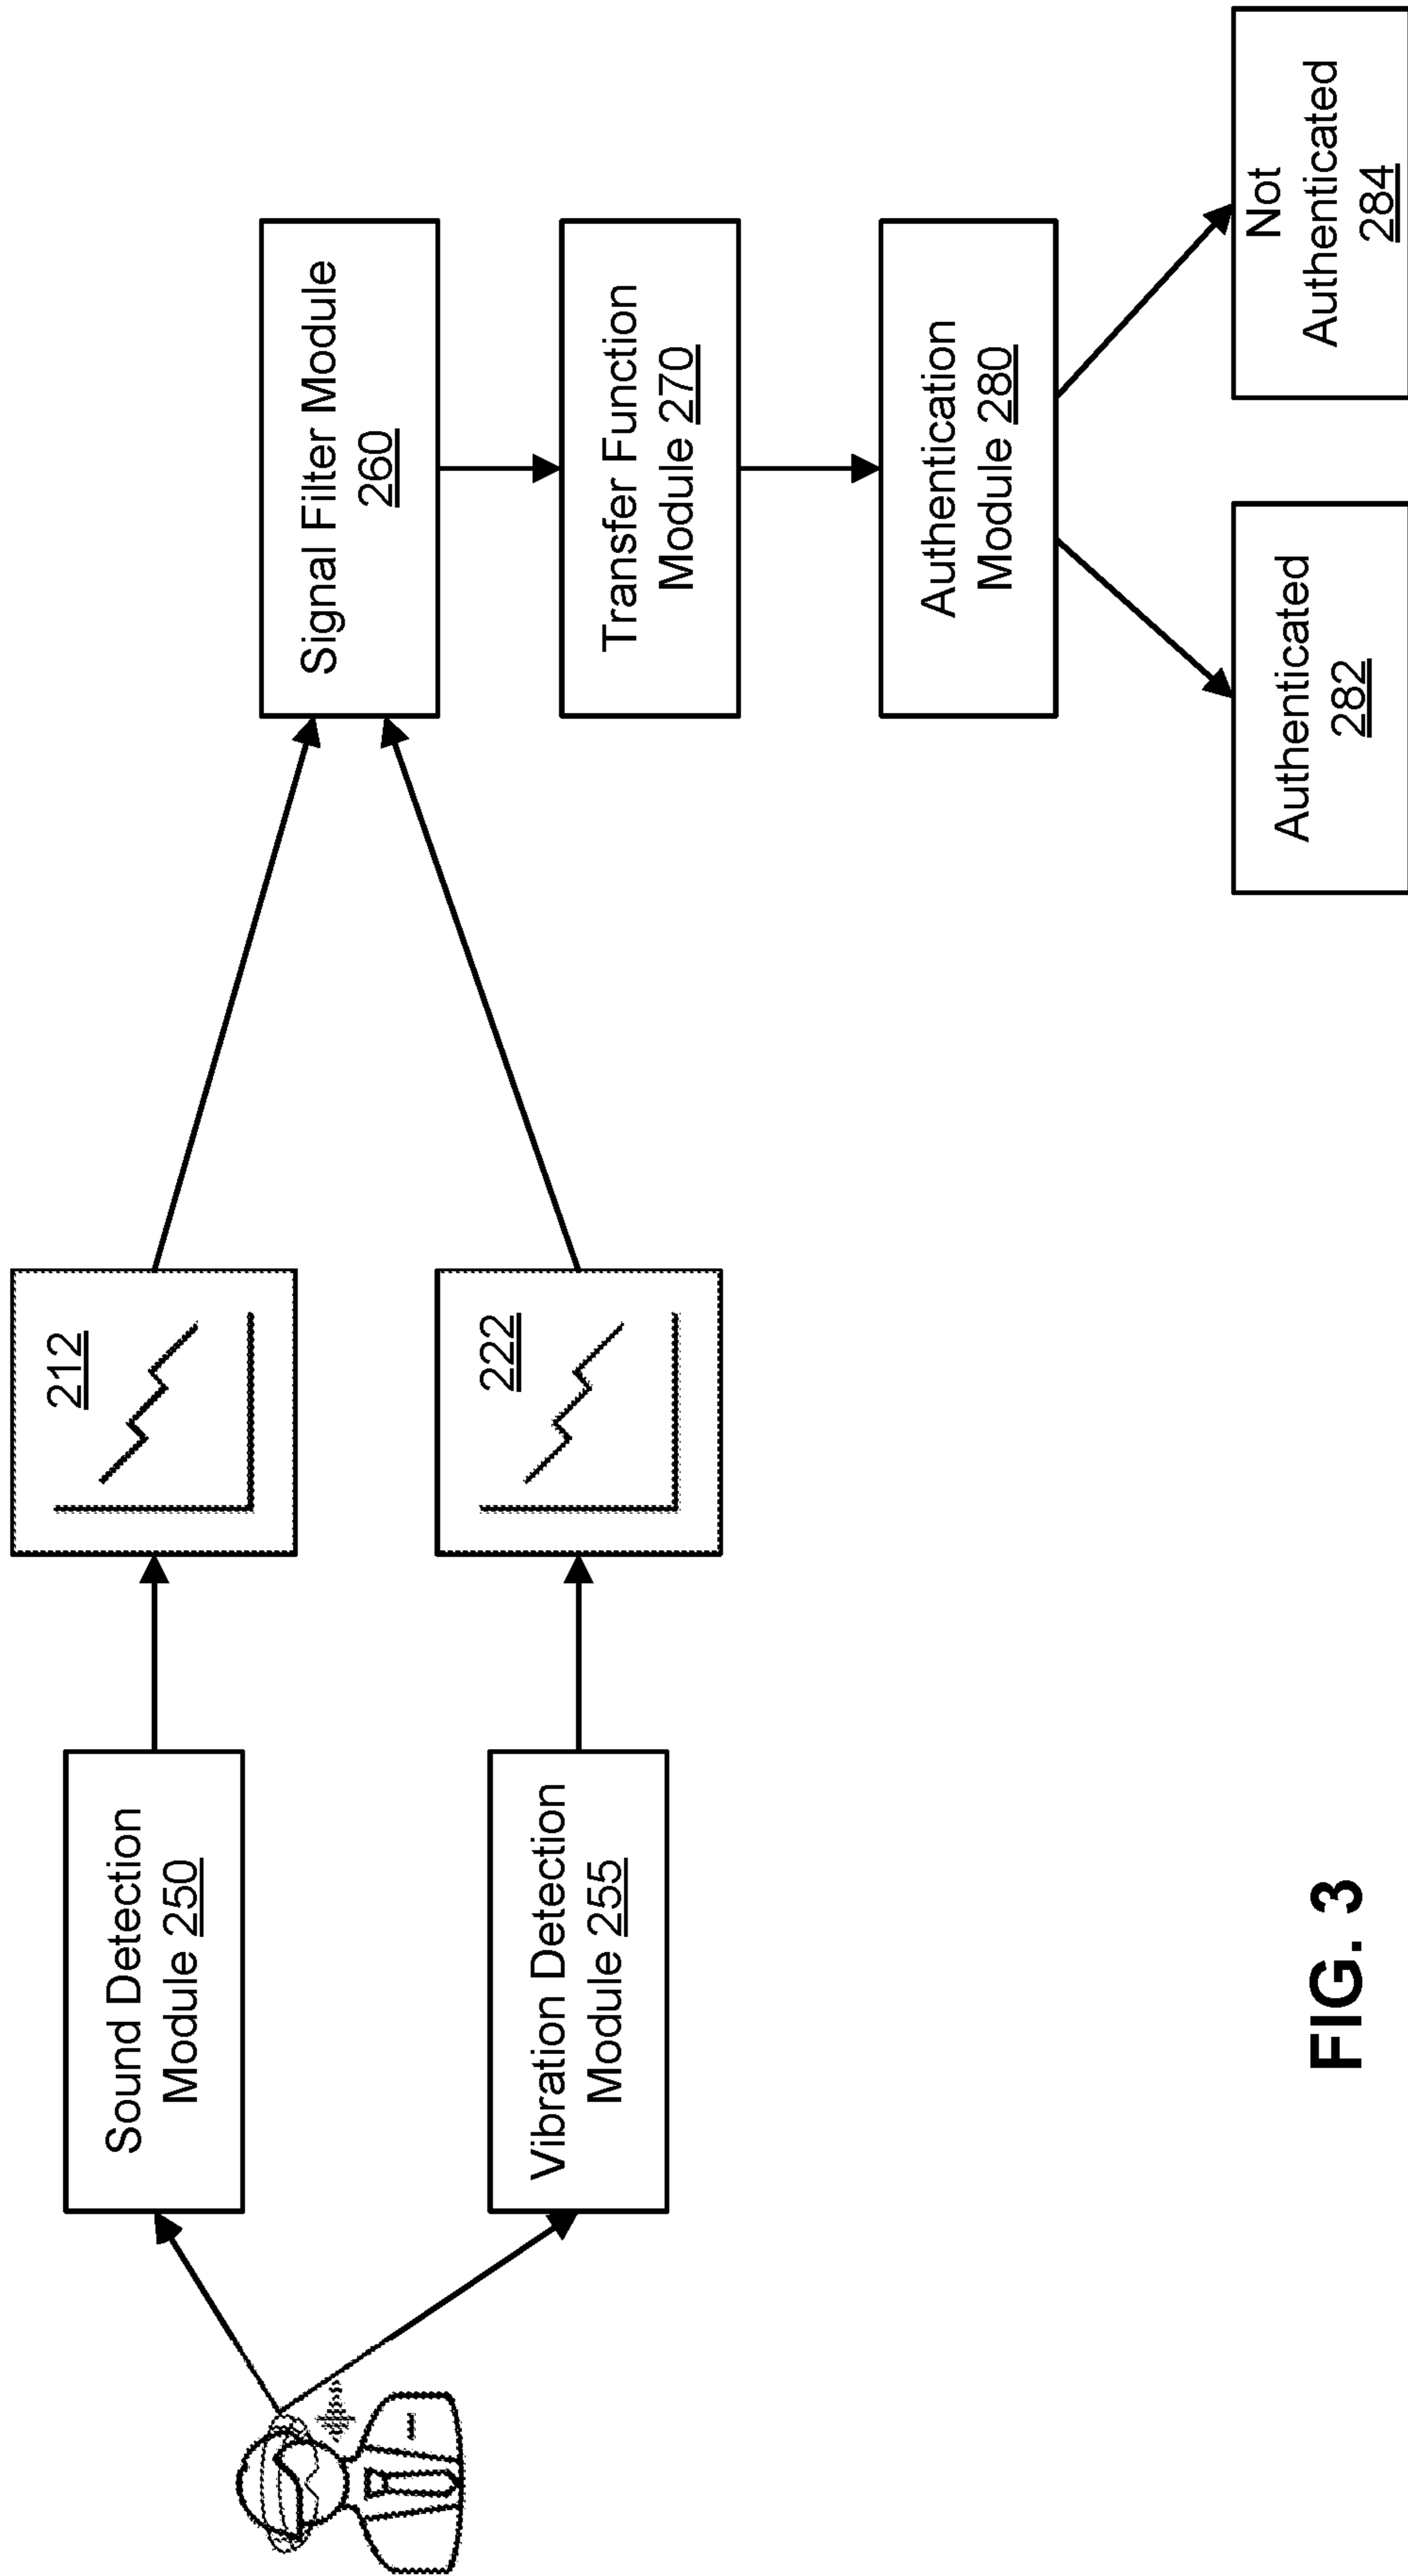 Sound Detection
Module 250
212
Vibration Detection
Module 255
222
Signal Filter Module
260
Transfer Function
Module 270
Authentication
Module 280
Authenticated
282
Not
Authenticated
284
FIG. 3